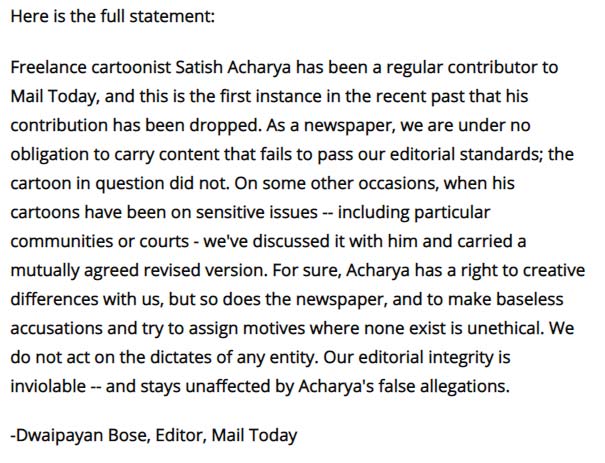 Here is the full statement:
Freelance cartoonist Satish Acharya has been a regular contributor to
Mail Today, and this is the first instance in the recent past that his
contribution has been dropped. As a newspaper, we are under no
obligation to carry content that fails to pass our editorial standards; the
cartoon in question did not. On some other occasions, when his
cartoons have been on sensitive issues -- including particular
communities or courts - we've discussed it with him and carried a
mutually agreed revised version. For sure, Acharya has a right to creative
differences with us, but so does the newspaper, and to make baseless
accusations and try to assign motives where none exist is unethical. We
do not act on the dictates of any entity. Our editorial integrity is
inviolable -- and stays unaffected by Acharya's false allegations.
-Dwaipayan Bose, Editor, Mail Today